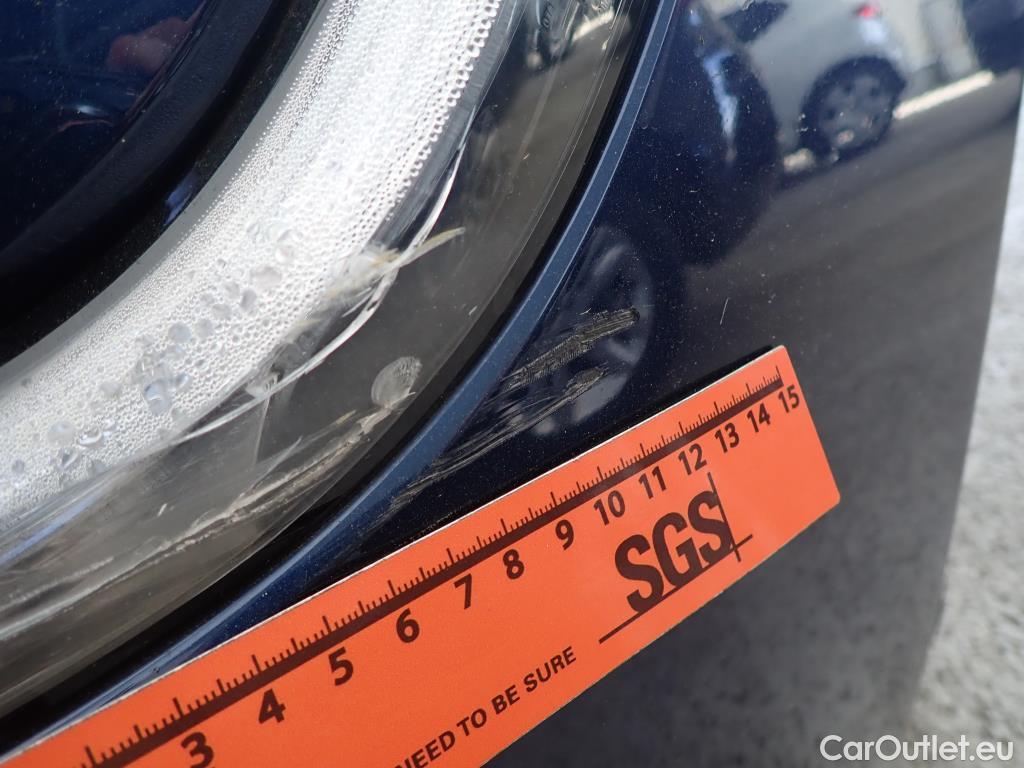 3 4 5 6 7 8 9 10 11 12 13 14 15
SGS
NEED TO BE SURE
CarOutlet.eu